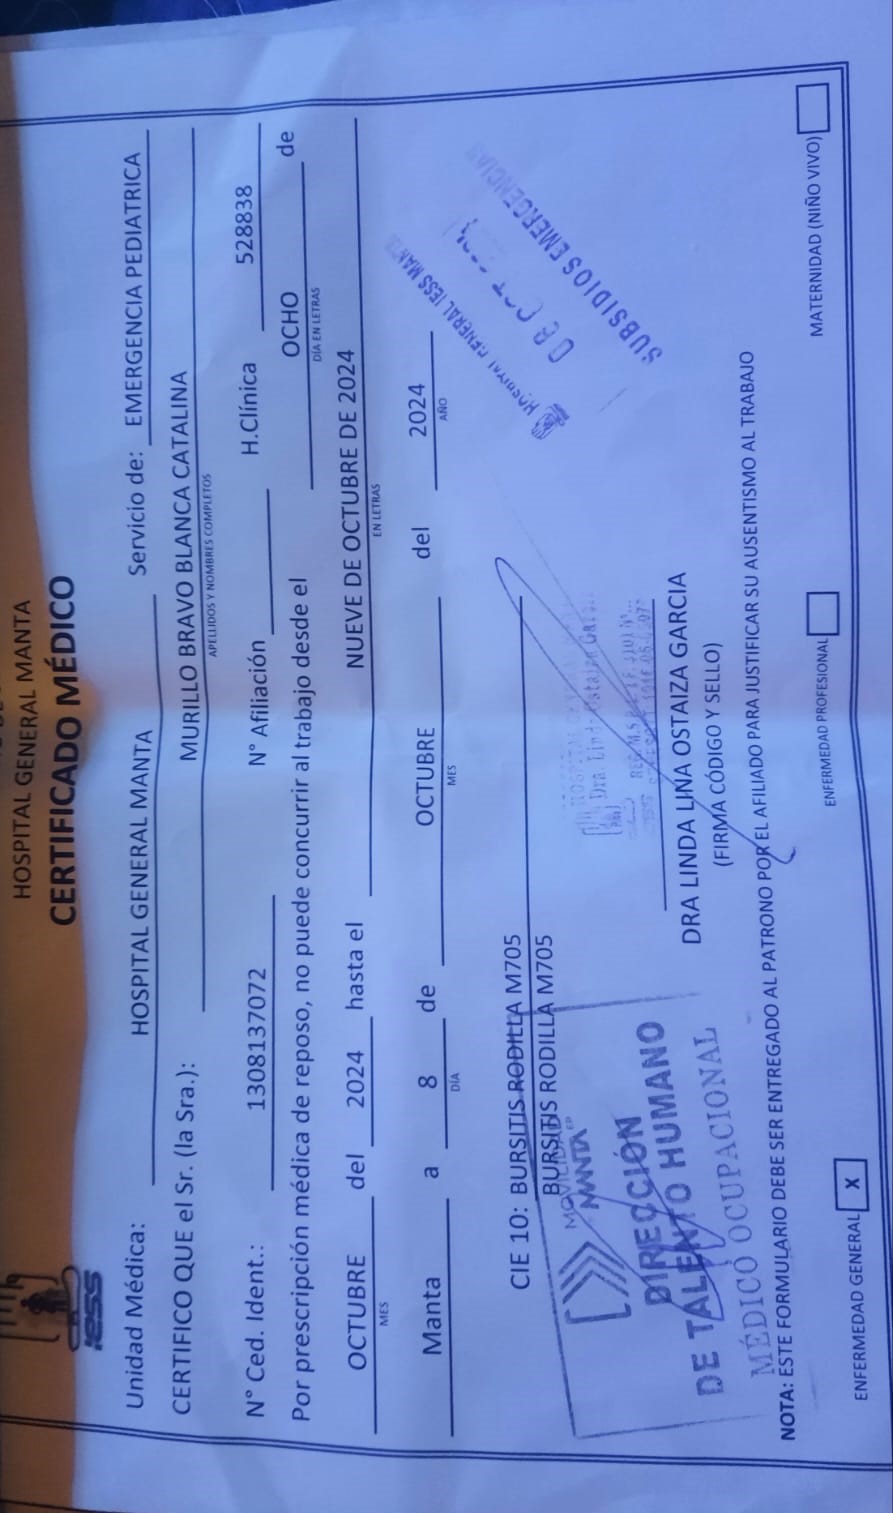 HOSPITAL GENERAL MANTA
CERTIFICADO MÉDICO
IESS
Unidad Médica: HOSPITAL GENERAL MANTA Servicio de: EMERGENCIA PEDIATRICA
CERTIFICO QUE el Sr. (la Sra.): MURILLO BRAVO BLANCA CATALINA
APELLIDOS Y NOMBRES COMPLETOS
N° Ced. Ident.: 1308137072 N° Afiliación H.Clínica 528838
Por prescripción médica de reposo, no puede concurrir al trabajo desde el OCHO de
DÍA EN LETRAS
OCTUBRE del 2024 hasta el NUEVE DE OCTUBRE DE 2024
MES EN LETRAS
Manta a 8 de OCTUBRE del 2024
DÍA MES AÑO
HOSPITAL GENERAL IESS MANTA
08 OCT 2024
SUBSIDIOS EMERGENCIAS
CIE 10: BURSITIS RODILLA M705
BURSITIS RODILLA M705
MOVILIDAD EP
MANTA
DIRECCIÓN
DE TALENTO HUMANO
MÉDICO OCUPACIONAL
Dra. Linda Ostaiza
DRA LINDA LINA OSTAIZA GARCIA
(FIRMA CÓDIGO Y SELLO)
NOTA: ESTE FORMULARIO DEBE SER ENTREGADO AL PATRONO POR EL AFILIADO PARA JUSTIFICAR SU AUSENTISMO AL TRABAJO
ENFERMEDAD GENERAL X ENFERMEDAD PROFESIONAL MATERNIDAD (NIÑO VIVO)